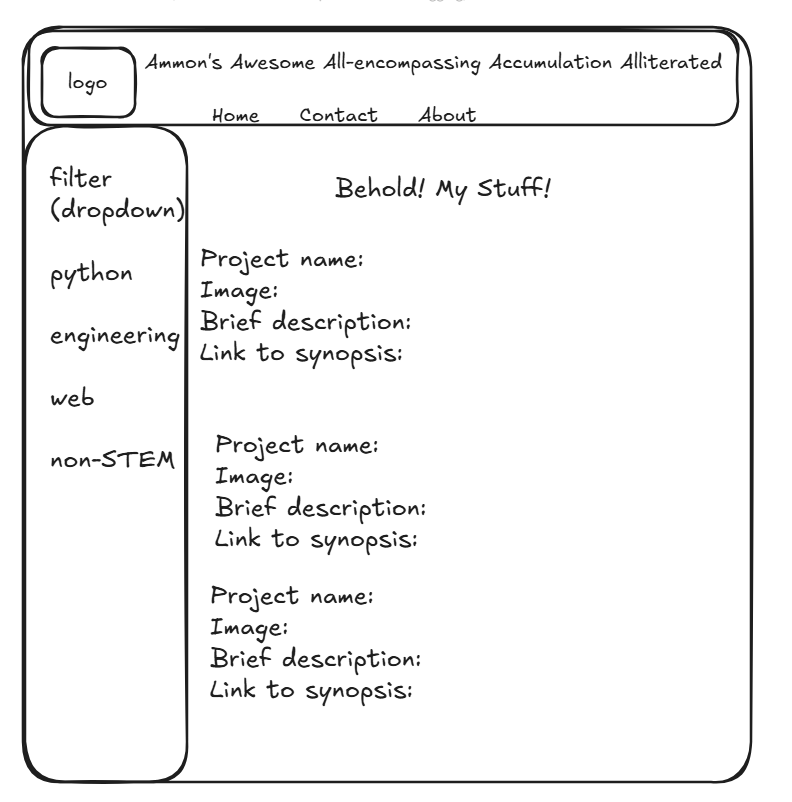 logo
Ammon's Awesome All-encompassing Accumulation Alliterated
Home Contact About
filter
(dropdown)
python
engineering
web
non-STEM
Behold! My Stuff!
Project name:
Image:
Brief description:
Link to synopsis:
Project name:
Image:
Brief description:
Link to synopsis:
Project name:
Image:
Brief description:
Link to synopsis: